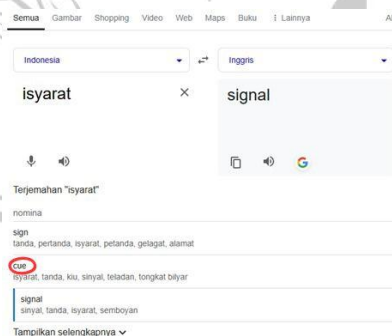 Semua Gambar Shopping Video Web Maps Buku Lainnya
Indonesia Inggris
isyarat signal
Terjemahan "isyarat"
nomina
sign
tanda, pertanda, isyarat, petanda, gelagat, alamat
cue
isyarat, tanda, kiu, sinyal, teladan, tongkat bilyar
signal
sinyal, tanda, isyarat, semboyan
Tampilkan selengkapnya